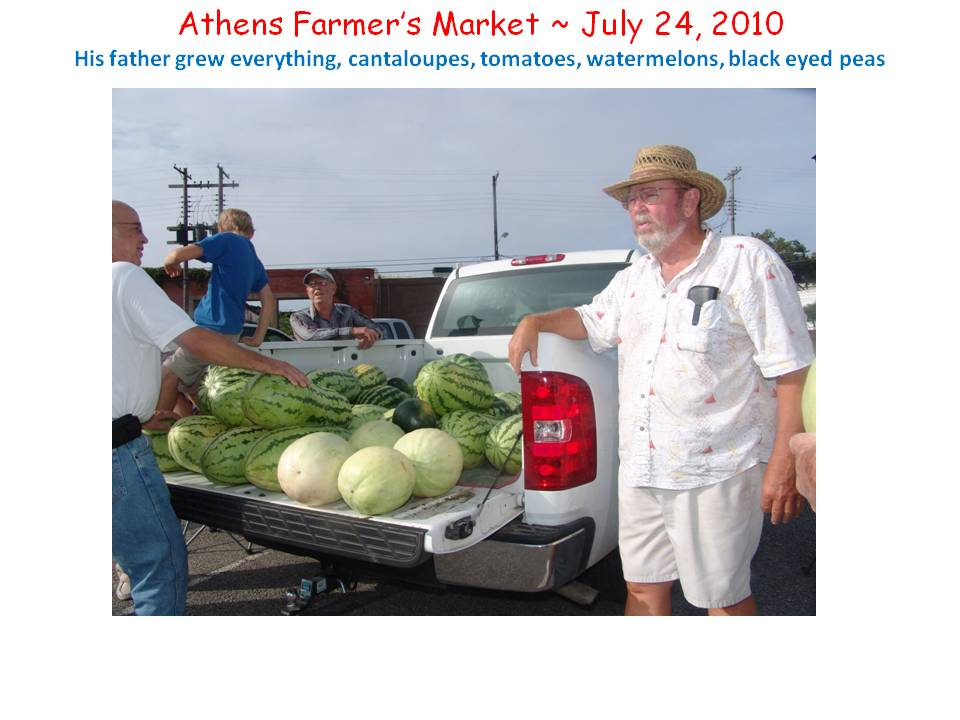 Athens Farmer’s Market ~ July 24, 2010
His father grew everything, cantaloupes, tomatoes, watermelons, black eyed peas